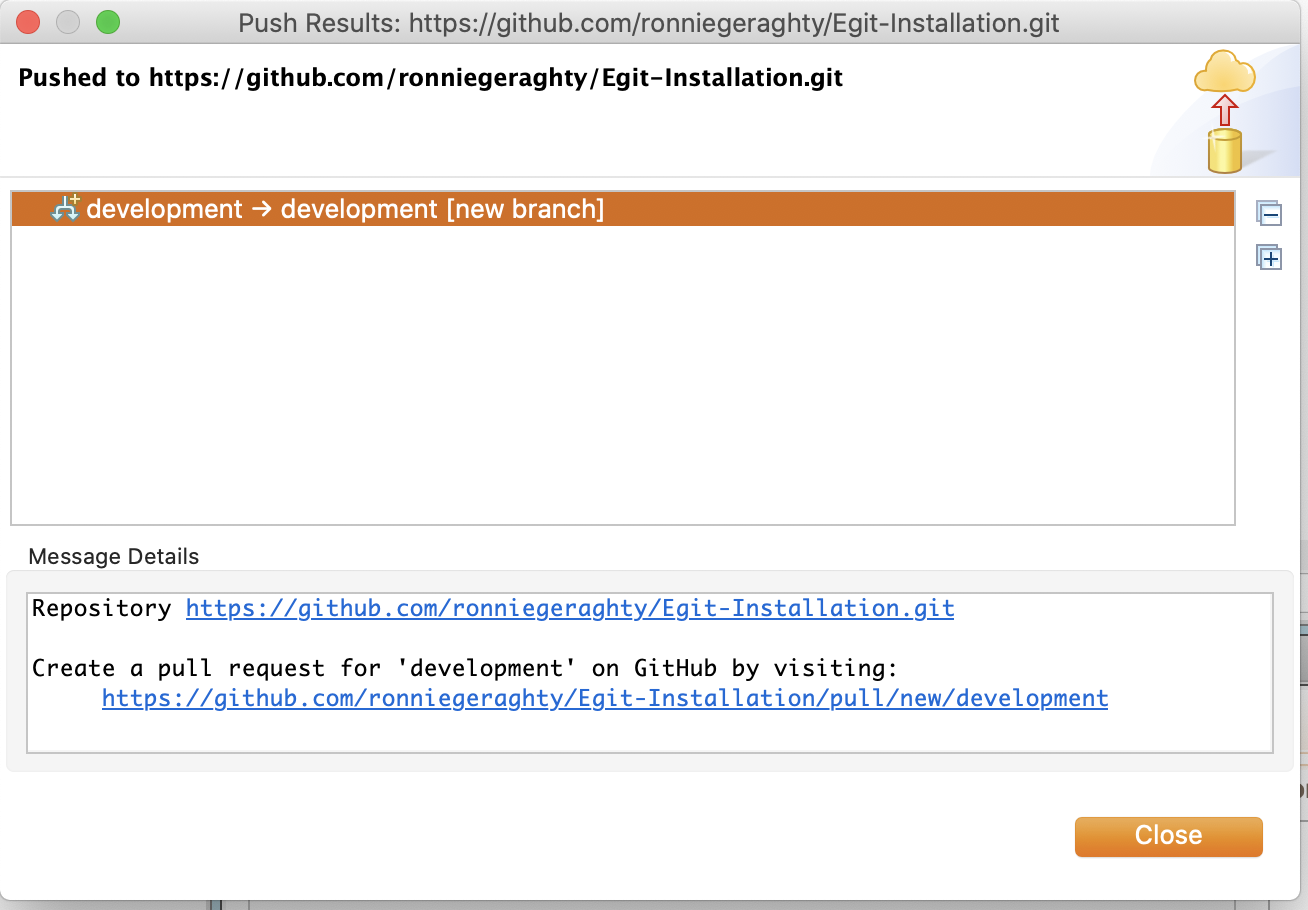 Push Results: https://github.com/ronniegeraghty/Egit-Installation.git
Pushed to https://github.com/ronniegeraghty/Egit-Installation.git
development → development [new branch]
Message Details
Repository https://github.com/ronniegeraghty/Egit-Installation.git
Create a pull request for 'development' on GitHub by visiting:
https://github.com/ronniegeraghty/Egit-Installation/pull/new/development
Close